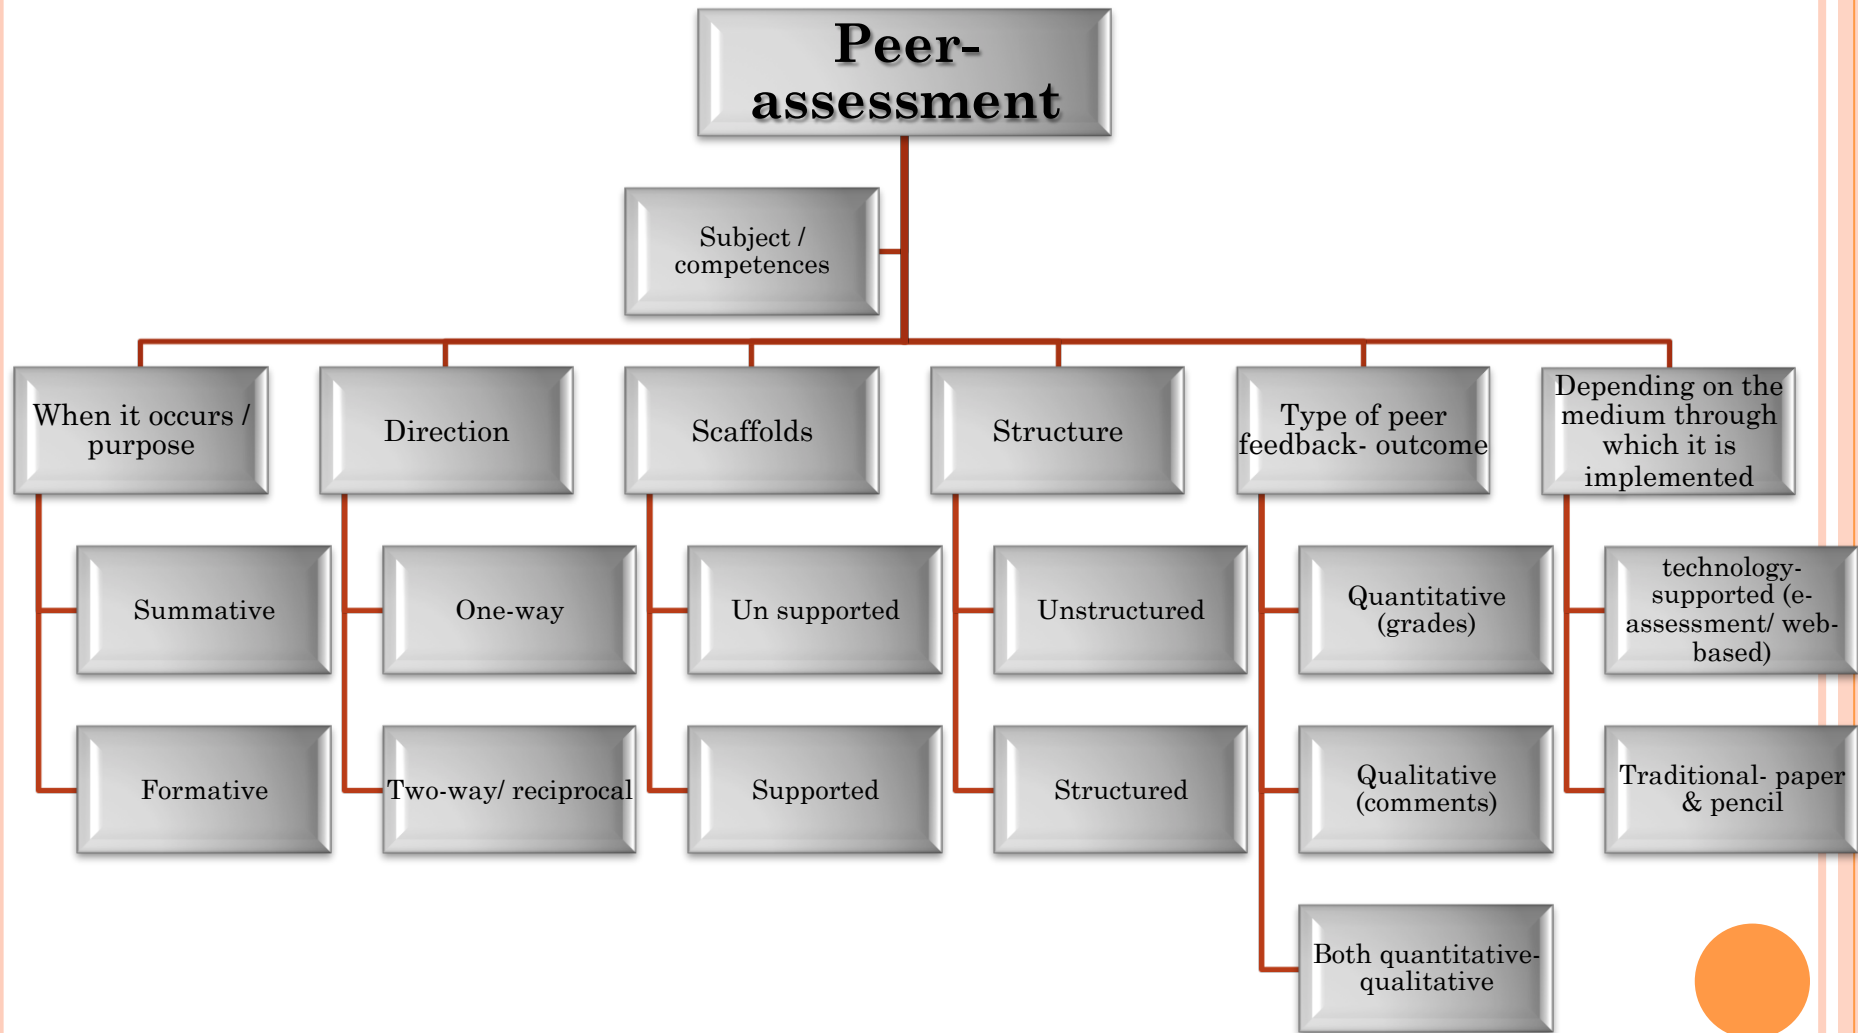 Peer-
assessment
Subject /
competences
When it occurs /
purpose
Direction
Scaffolds
Structure
Type of peer
feedback- outcome
Depending on the
medium through
which it is
implemented
Summative
One-way
Un supported
Unstructured
Quantitative
(grades)
technology-
supported (e-
assessment/ web-
based)
Formative
Two-way/ reciprocal
Supported
Structured
Qualitative
(comments)
Traditional- paper
& pencil
Both quantitative-
qualitative